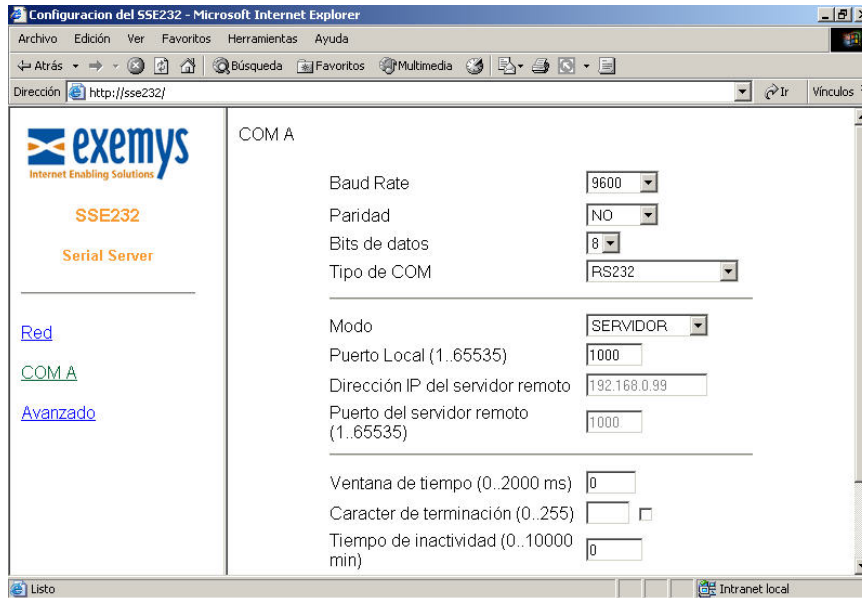 Configuracion del SSE232 - Microsoft Internet Explorer
Archivo Edición Ver Favoritos Herramientas Ayuda
Atrás Búsqueda Favoritos Multimedia
Dirección http://sse232/ Ir Vínculos
exemys
Internet Enabling Solutions
SSE232
Serial Server
Red
COM A
Avanzado
COM A
Baud Rate 9600
Paridad NO
Bits de datos 8
Tipo de COM RS232
Modo SERVIDOR
Puerto Local (1..65535) 1000
Dirección IP del servidor remoto 192.168.0.99
Puerto del servidor remoto
(1..65535) 1000
Ventana de tiempo (0..2000 ms) 0
Caracter de terminación (0..255)
Tiempo de inactividad (0..10000
min) 0
Listo Intranet local